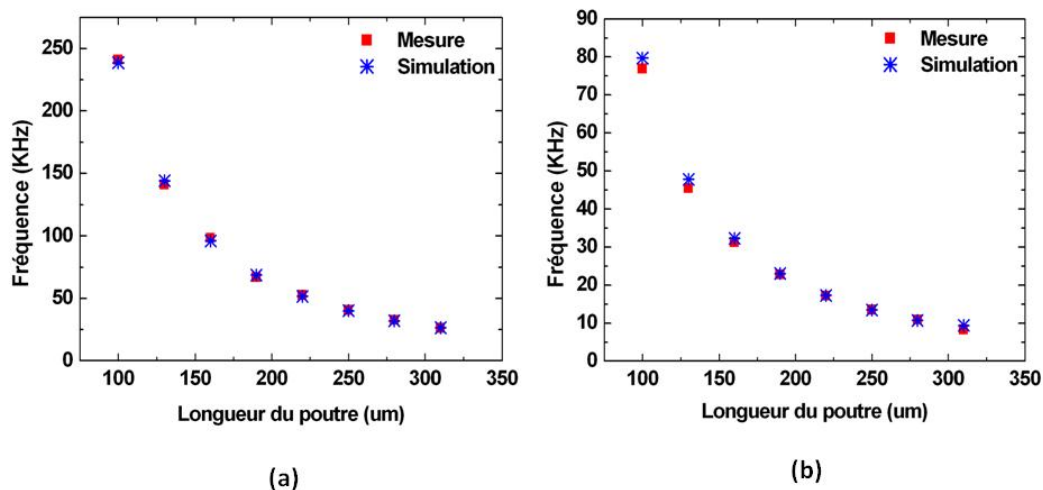 250
200
150
100
50
0
Fréquence (KHz)
Mesure
Simulation
100 150 200 250 300 350
Longueur du poutre (um)
(a)
90
80
70
60
50
40
30
20
10
0
Fréquence (KHz)
Mesure
Simulation
100 150 200 250 300 350
Longueur du poutre (um)
(b)